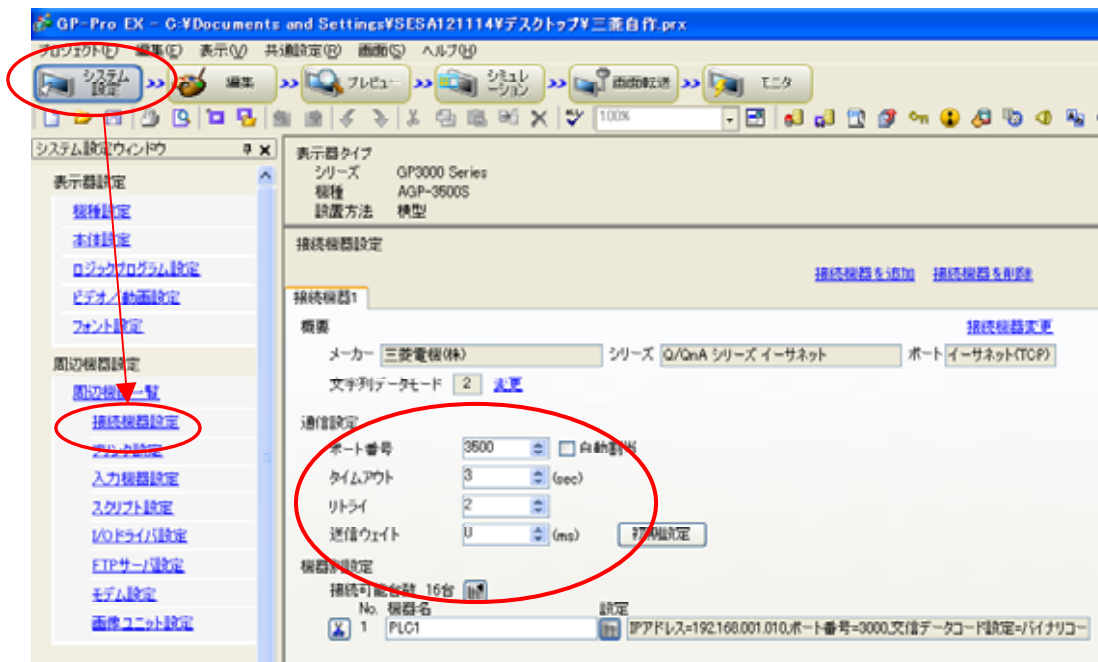 GP-Pro EX - C:¥Documents and Settings¥SESA121114¥デスクトップ¥三菱自作.prx
プロジェクト(F) 編集(E) 表示(V) 共通設定(R) 画面(S) ヘルプ(H)
システム設定 >> 編集 >> プレビュー >> シミュレーション >> 画面転送 >> モニタ
100%
システム設定ウィンドウ
表示器設定
機種設定
本体設定
ロジックプログラム設定
ビデオ/動画設定
フォント設定
周辺機器設定
周辺機器一覧
接続機器設定
プリンタ設定
入力機器設定
スクリプト設定
I/Oドライバ設定
FTPサーバ設定
モデム設定
画像ユニット設定
表示器タイプ
シリーズ GP3000 Series
機種 AGP-3500S
設置方法 横型
接続機器設定
接続機器を追加 接続機器を削除
接続機器1
概要 接続機器変更
メーカー 三菱電機(株) シリーズ Q/QnA シリーズ イーサネット ポート イーサネット(TCP)
文字列データモード 2 変更
通信設定
ポート番号 3500 自動割当
タイムアウト 3 (sec)
リトライ 2
送信ウェイト 0 (ms) 初期設定
機器別設定
接続可能台数 16台
No. 機器名 設定
1 PLC1 IPアドレス=192.168.001.010,ポート番号=3000,交信データコード設定=バイナリコー